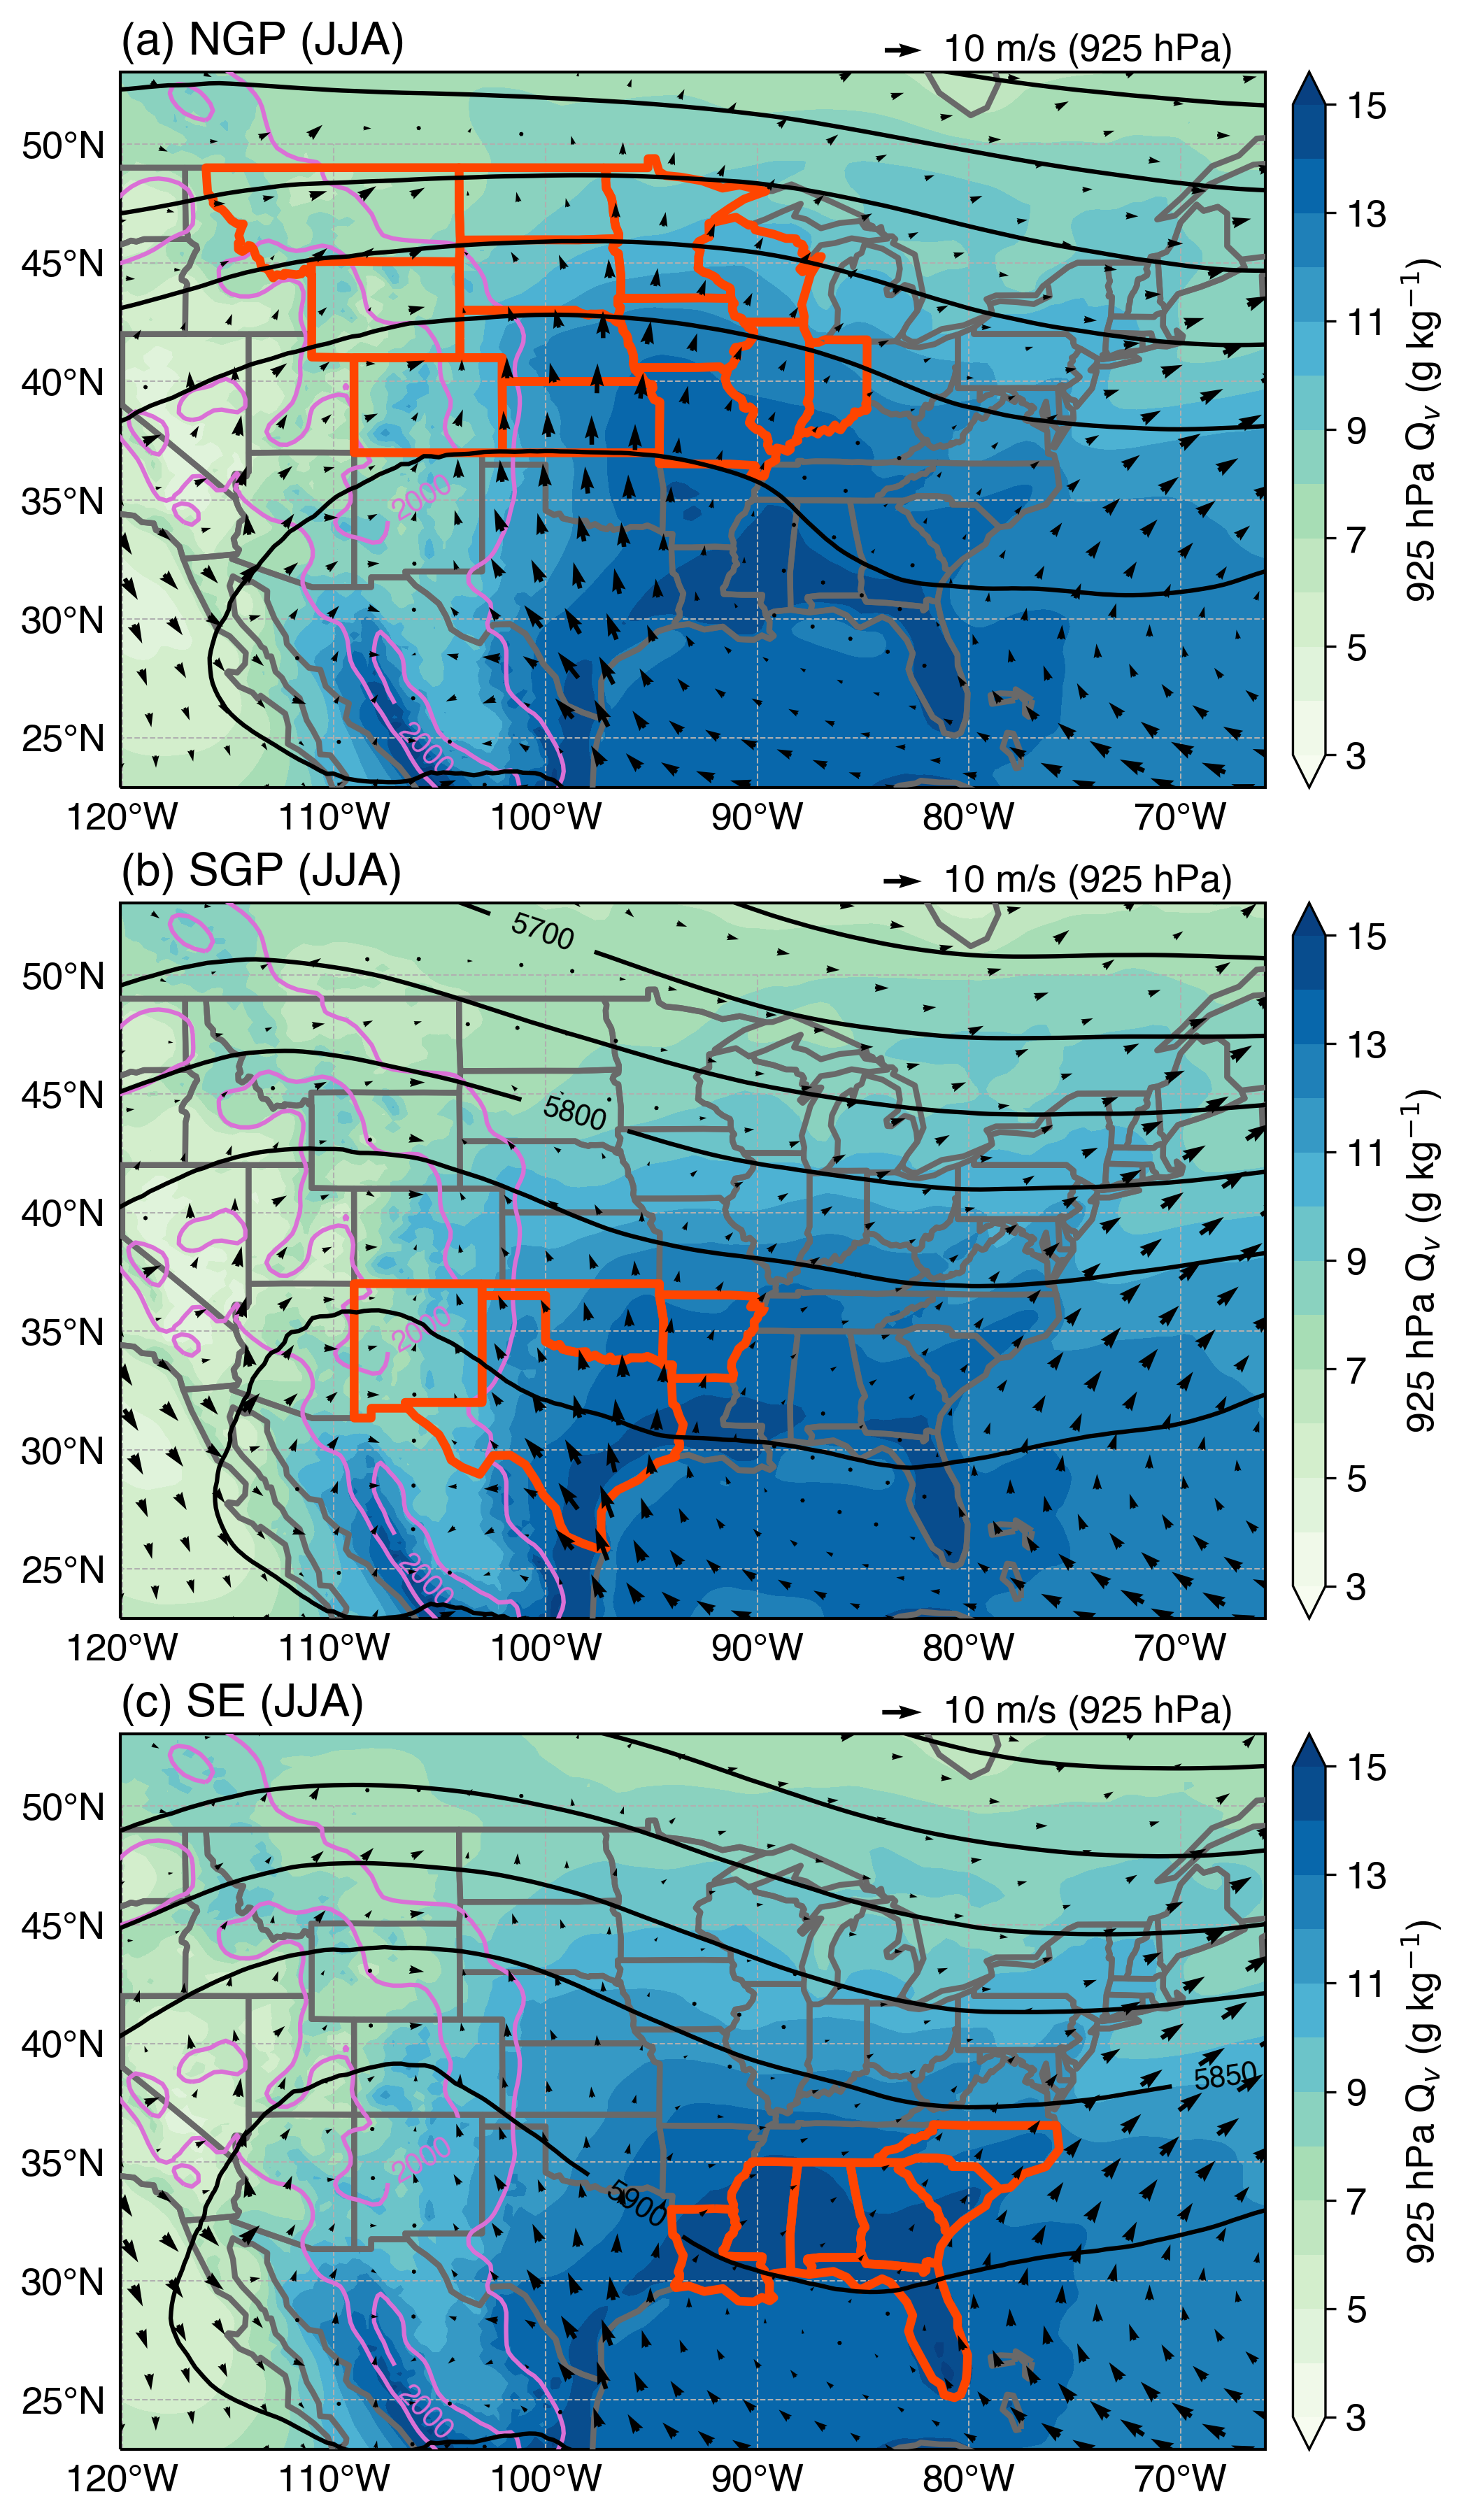 (a) NGP (JJA)
10 m/s (925 hPa)
50°N
45°N
40°N
35°N
30°N
25°N
2000
2000
120°W 110°W 100°W 90°W 80°W 70°W
15
13
11
9
7
5
3
925 hPa Qv (g kg−1)
(b) SGP (JJA)
10 m/s (925 hPa)
50°N
45°N
40°N
35°N
30°N
25°N
5700
5800
2000
2000
120°W 110°W 100°W 90°W 80°W 70°W
15
13
11
9
7
5
3
925 hPa Qv (g kg−1)
(c) SE (JJA)
10 m/s (925 hPa)
50°N
45°N
40°N
35°N
30°N
25°N
5850
2000
5900
2000
120°W 110°W 100°W 90°W 80°W 70°W
15
13
11
9
7
5
3
925 hPa Qv (g kg−1)